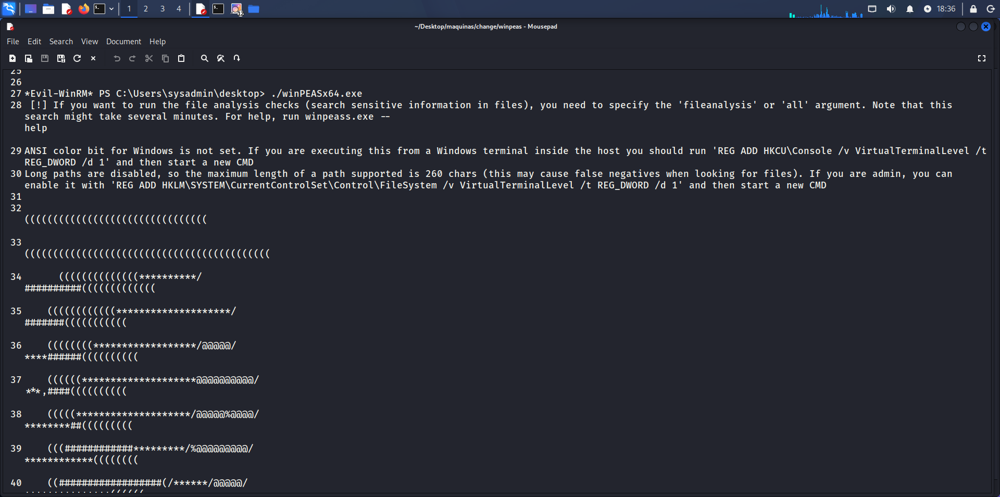 1 2 3 4 18:36
~/Desktop/maquinas/change/winpeas - Mousepad
File Edit Search View Document Help
25
26
27 *Evil-WinRM* PS C:\Users\sysadmin\desktop> ./winPEASx64.exe
28  [!] If you want to run the file analysis checks (search sensitive information in files), you need to specify the 'fileanalysis' or 'all' argument. Note that this
search might take several minutes. For help, run winpeass.exe --
help
29 ANSI color bit for Windows is not set. If you are executing this from a Windows terminal inside the host you should run 'REG ADD HKCU\Console /v VirtualTerminalLevel /t
REG_DWORD /d 1' and then start a new CMD
30 Long paths are disabled, so the maximum length of a path supported is 260 chars (this may cause false negatives when looking for files). If you are admin, you can
enable it with 'REG ADD HKLM\SYSTEM\CurrentControlSet\Control\FileSystem /v VirtualTerminalLevel /t REG_DWORD /d 1' and then start a new CMD
31
32
((((((((((((((((((((((((((((((((
33
(((((((((((((((((((((((((((((((((((((((((((
34 ((((((((((((((**********/
##########(((((((((((((
35 ((((((((((((********************/
#######(((((((((((
36 ((((((((******************/@@@@@/
****######((((((((((
37 ((((((********************@@@@@@@@@@/
***,####((((((((((
38 (((((********************/@@@@@%@@@@/
********##(((((((((
39 (((############*********/%@@@@@@@@@/
************((((((((
40 ((##################(/******/@@@@@/